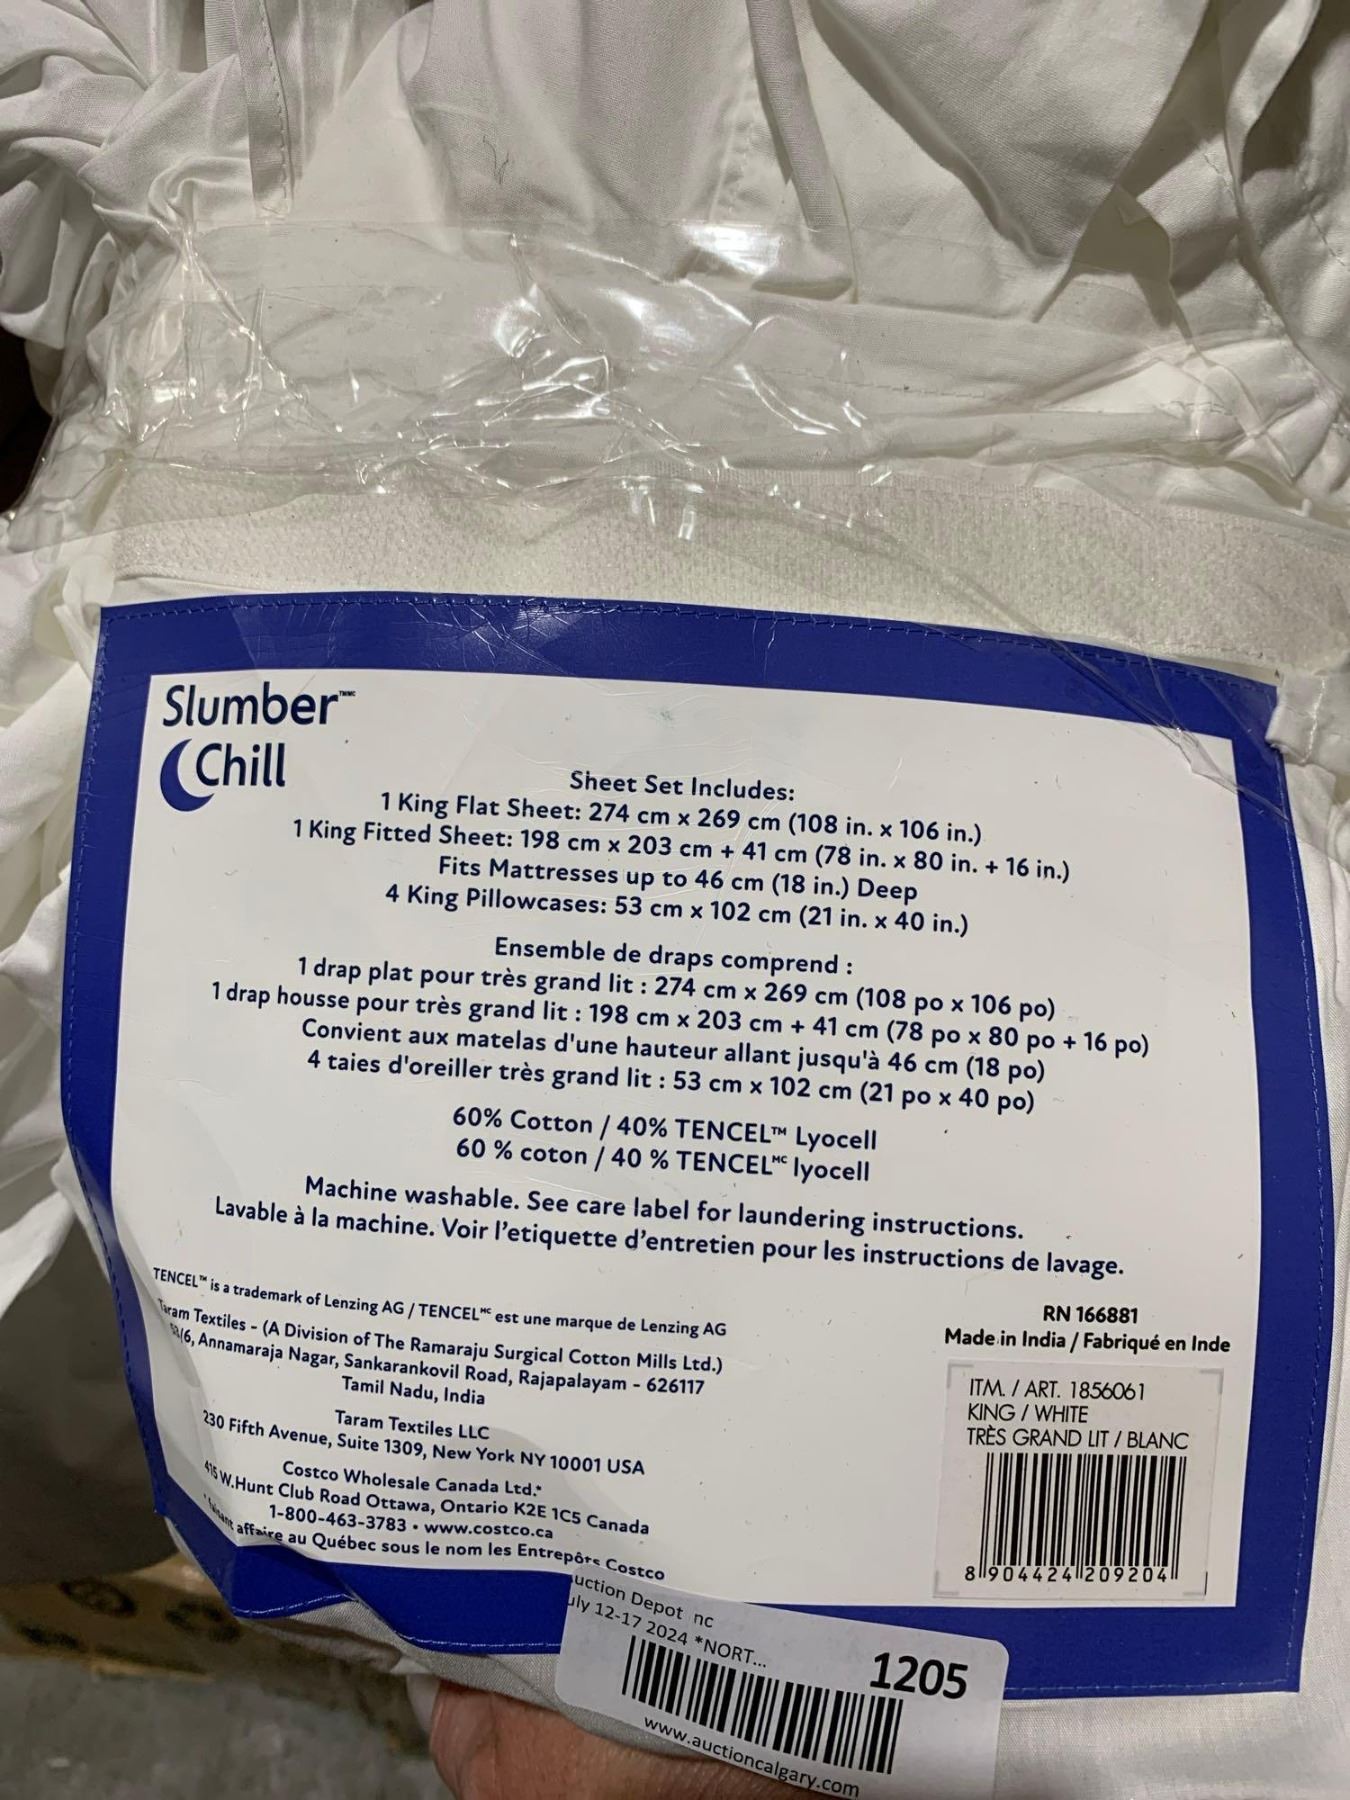 Slumber™MC
Chill
Sheet Set Includes:
1 King Flat Sheet: 274 cm x 269 cm (108 in. x 106 in.)
1 King Fitted Sheet: 198 cm x 203 cm + 41 cm (78 in. x 80 in. + 16 in.)
Fits Mattresses up to 46 cm (18 in.) Deep
4 King Pillowcases: 53 cm x 102 cm (21 in. x 40 in.)
Ensemble de draps comprend :
1 drap plat pour très grand lit : 274 cm x 269 cm (108 po x 106 po)
1 drap housse pour très grand lit : 198 cm x 203 cm + 41 cm (78 po x 80 po + 16 po)
Convient aux matelas d'une hauteur allant jusqu'à 46 cm (18 po)
4 taies d'oreiller très grand lit : 53 cm x 102 cm (21 po x 40 po)
60% Cotton / 40% TENCEL™ Lyocell
60 % coton / 40 % TENCELMC lyocell
Machine washable. See care label for laundering instructions.
Lavable à la machine. Voir l'etiquette d'entretien pour les instructions de lavage.
TENCEL™ is a trademark of Lenzing AG / TENCELMC est une marque de Lenzing AG
Taram Textiles - (A Division of The Ramaraju Surgical Cotton Mills Ltd.)
Annamaraja Nagar, Sankarankovil Road, Rajapalayam - 626117
Tamil Nadu, India
Taram Textiles LLC
230 Fifth Avenue, Suite 1309, New York NY 10001 USA
Costco Wholesale Canada Ltd.*
415 W.Hunt Club Road Ottawa, Ontario K2E 1C5 Canada
1-800-463-3783 • www.costco.ca
* faisant affaire au Québec sous le nom les Entrepôts Costco
RN 166881
Made in India / Fabriqué en Inde
ITM. / ART. 1856061
KING / WHITE
TRÈS GRAND LIT / BLANC
8 904424 209204
uction Depot nc
uly 12-17 2024 *NORT...
1205
www.auctioncalgary.com